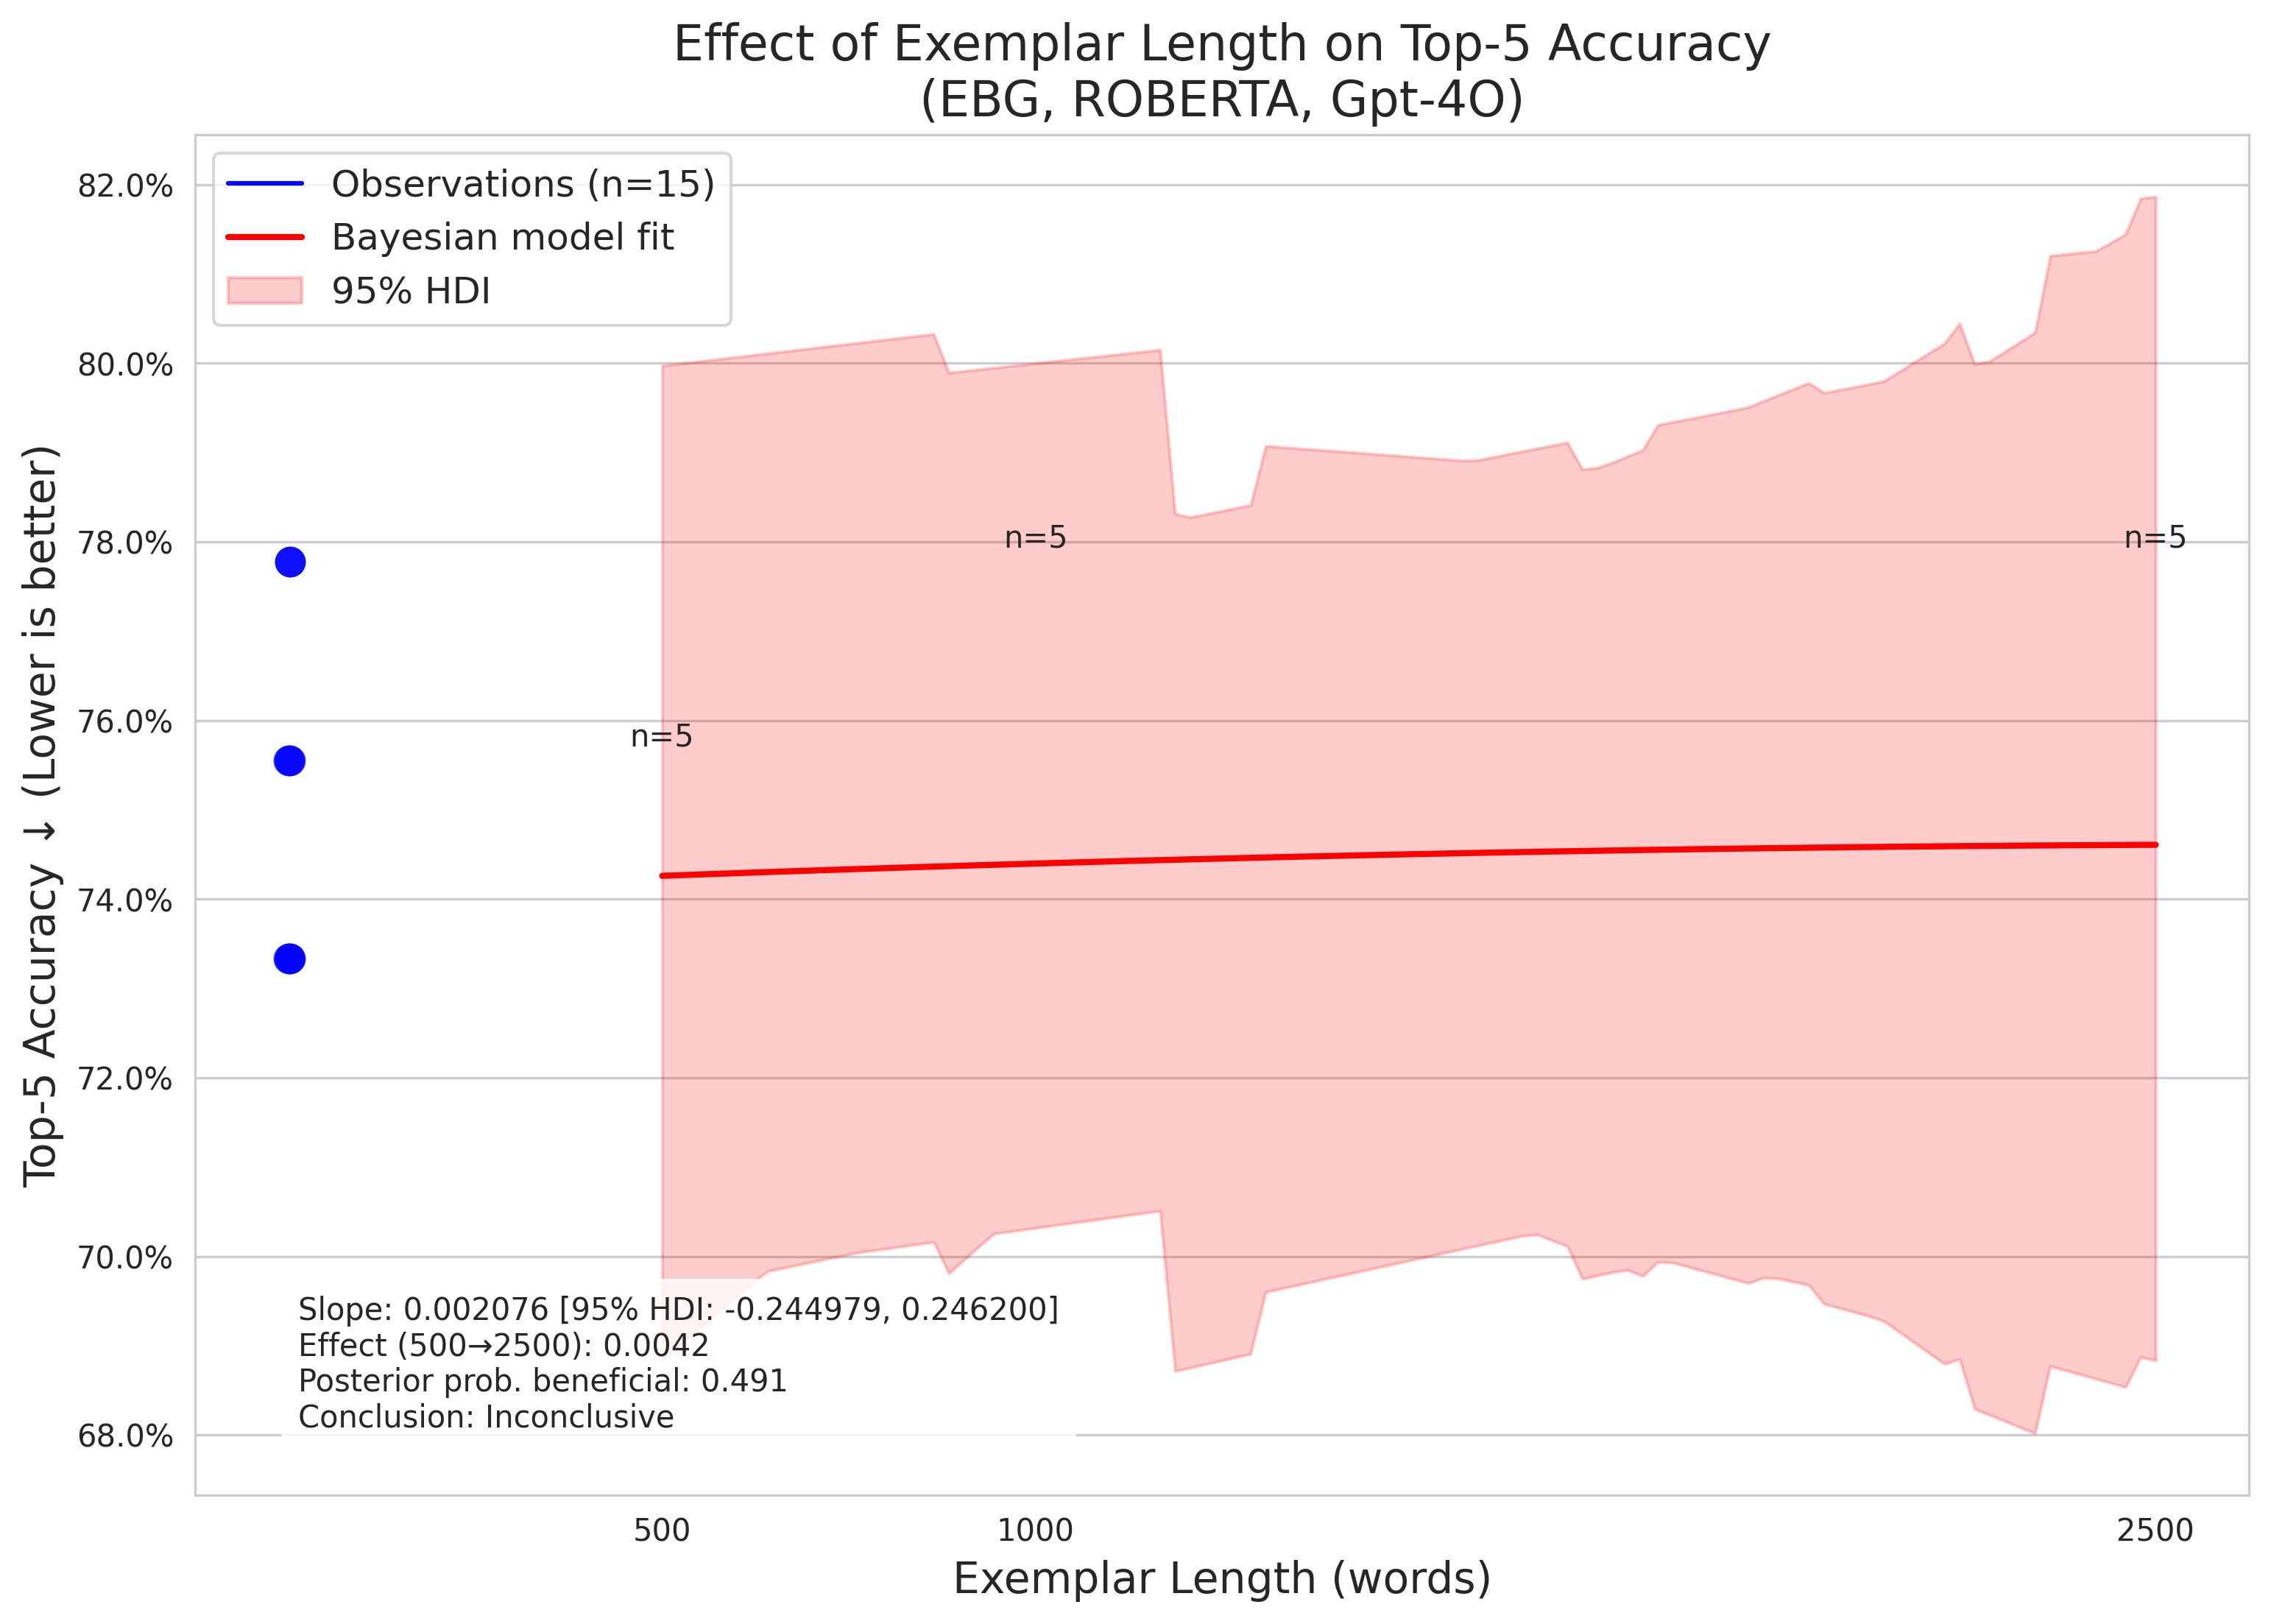 Effect of Exemplar Length on Top-5 Accuracy
(EBG, ROBERTA, Gpt-4O)
Observations (n=15)
Bayesian model fit
95% HDI
Top-5 Accuracy ↓ (Lower is better)
82.0%
80.0%
78.0%
76.0%
74.0%
72.0%
70.0%
68.0%
n=5
n=5
n=5
Slope: 0.002076 [95% HDI: -0.244979, 0.246200]
Effect (500→2500): 0.0042
Posterior prob. beneficial: 0.491
Conclusion: Inconclusive
500
1000
2500
Exemplar Length (words)